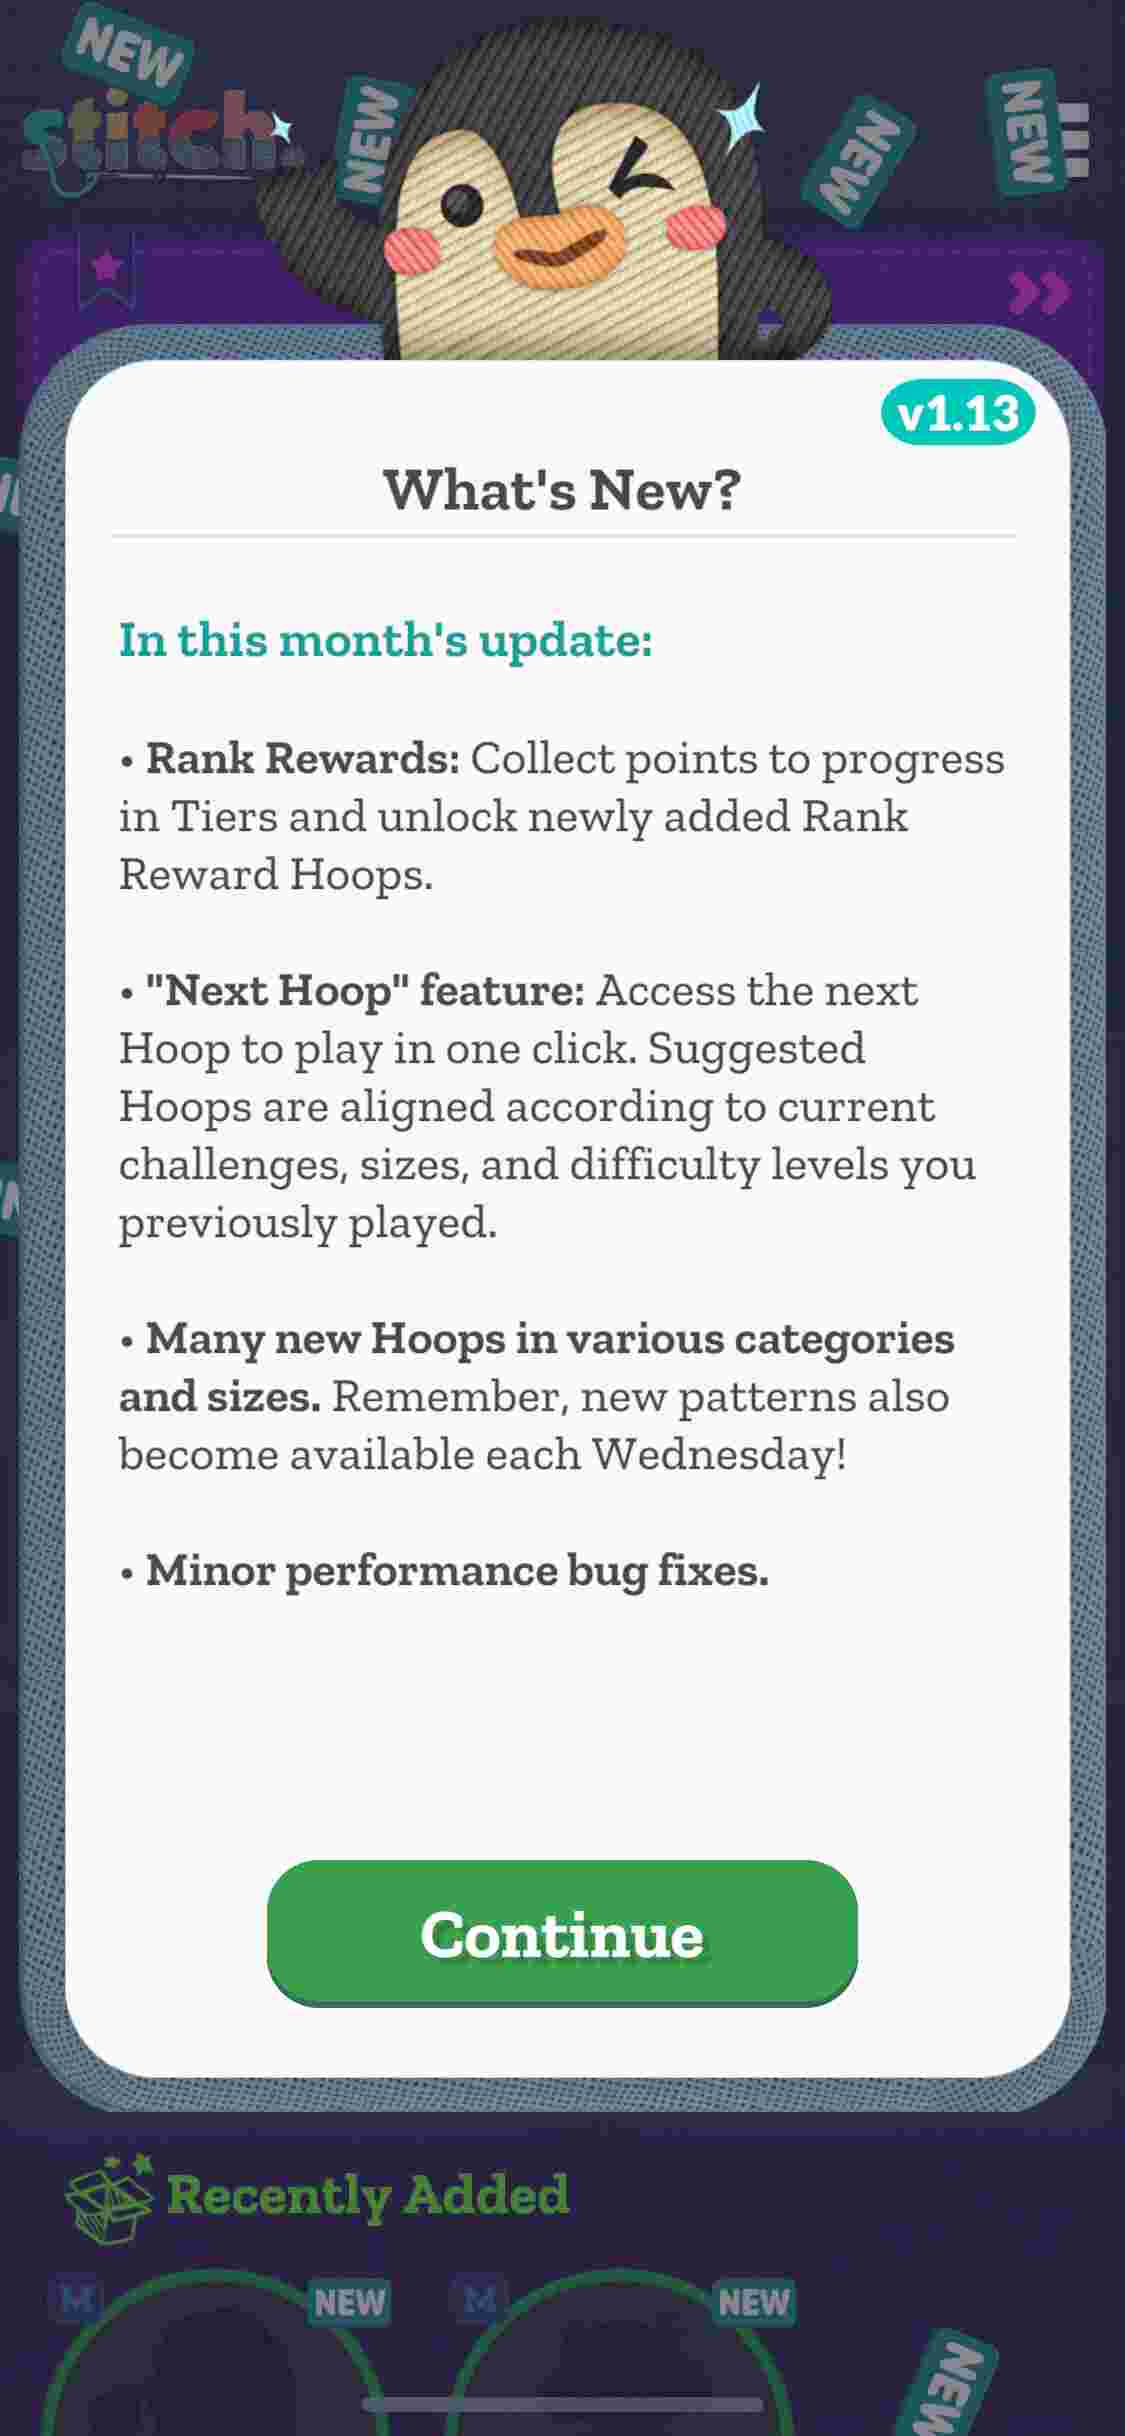 NEW
stitch.
NEW
NEW
NEW
v1.13
What's New?
In this month's update:
• Rank Rewards: Collect points to progress
in Tiers and unlock newly added Rank
Reward Hoops.
• "Next Hoop" feature: Access the next
Hoop to play in one click. Suggested
Hoops are aligned according to current
challenges, sizes, and difficulty levels you
previously played.
• Many new Hoops in various categories
and sizes. Remember, new patterns also
become available each Wednesday!
• Minor performance bug fixes.
Continue
Recently Added
M
NEW
M
NEW
NEW